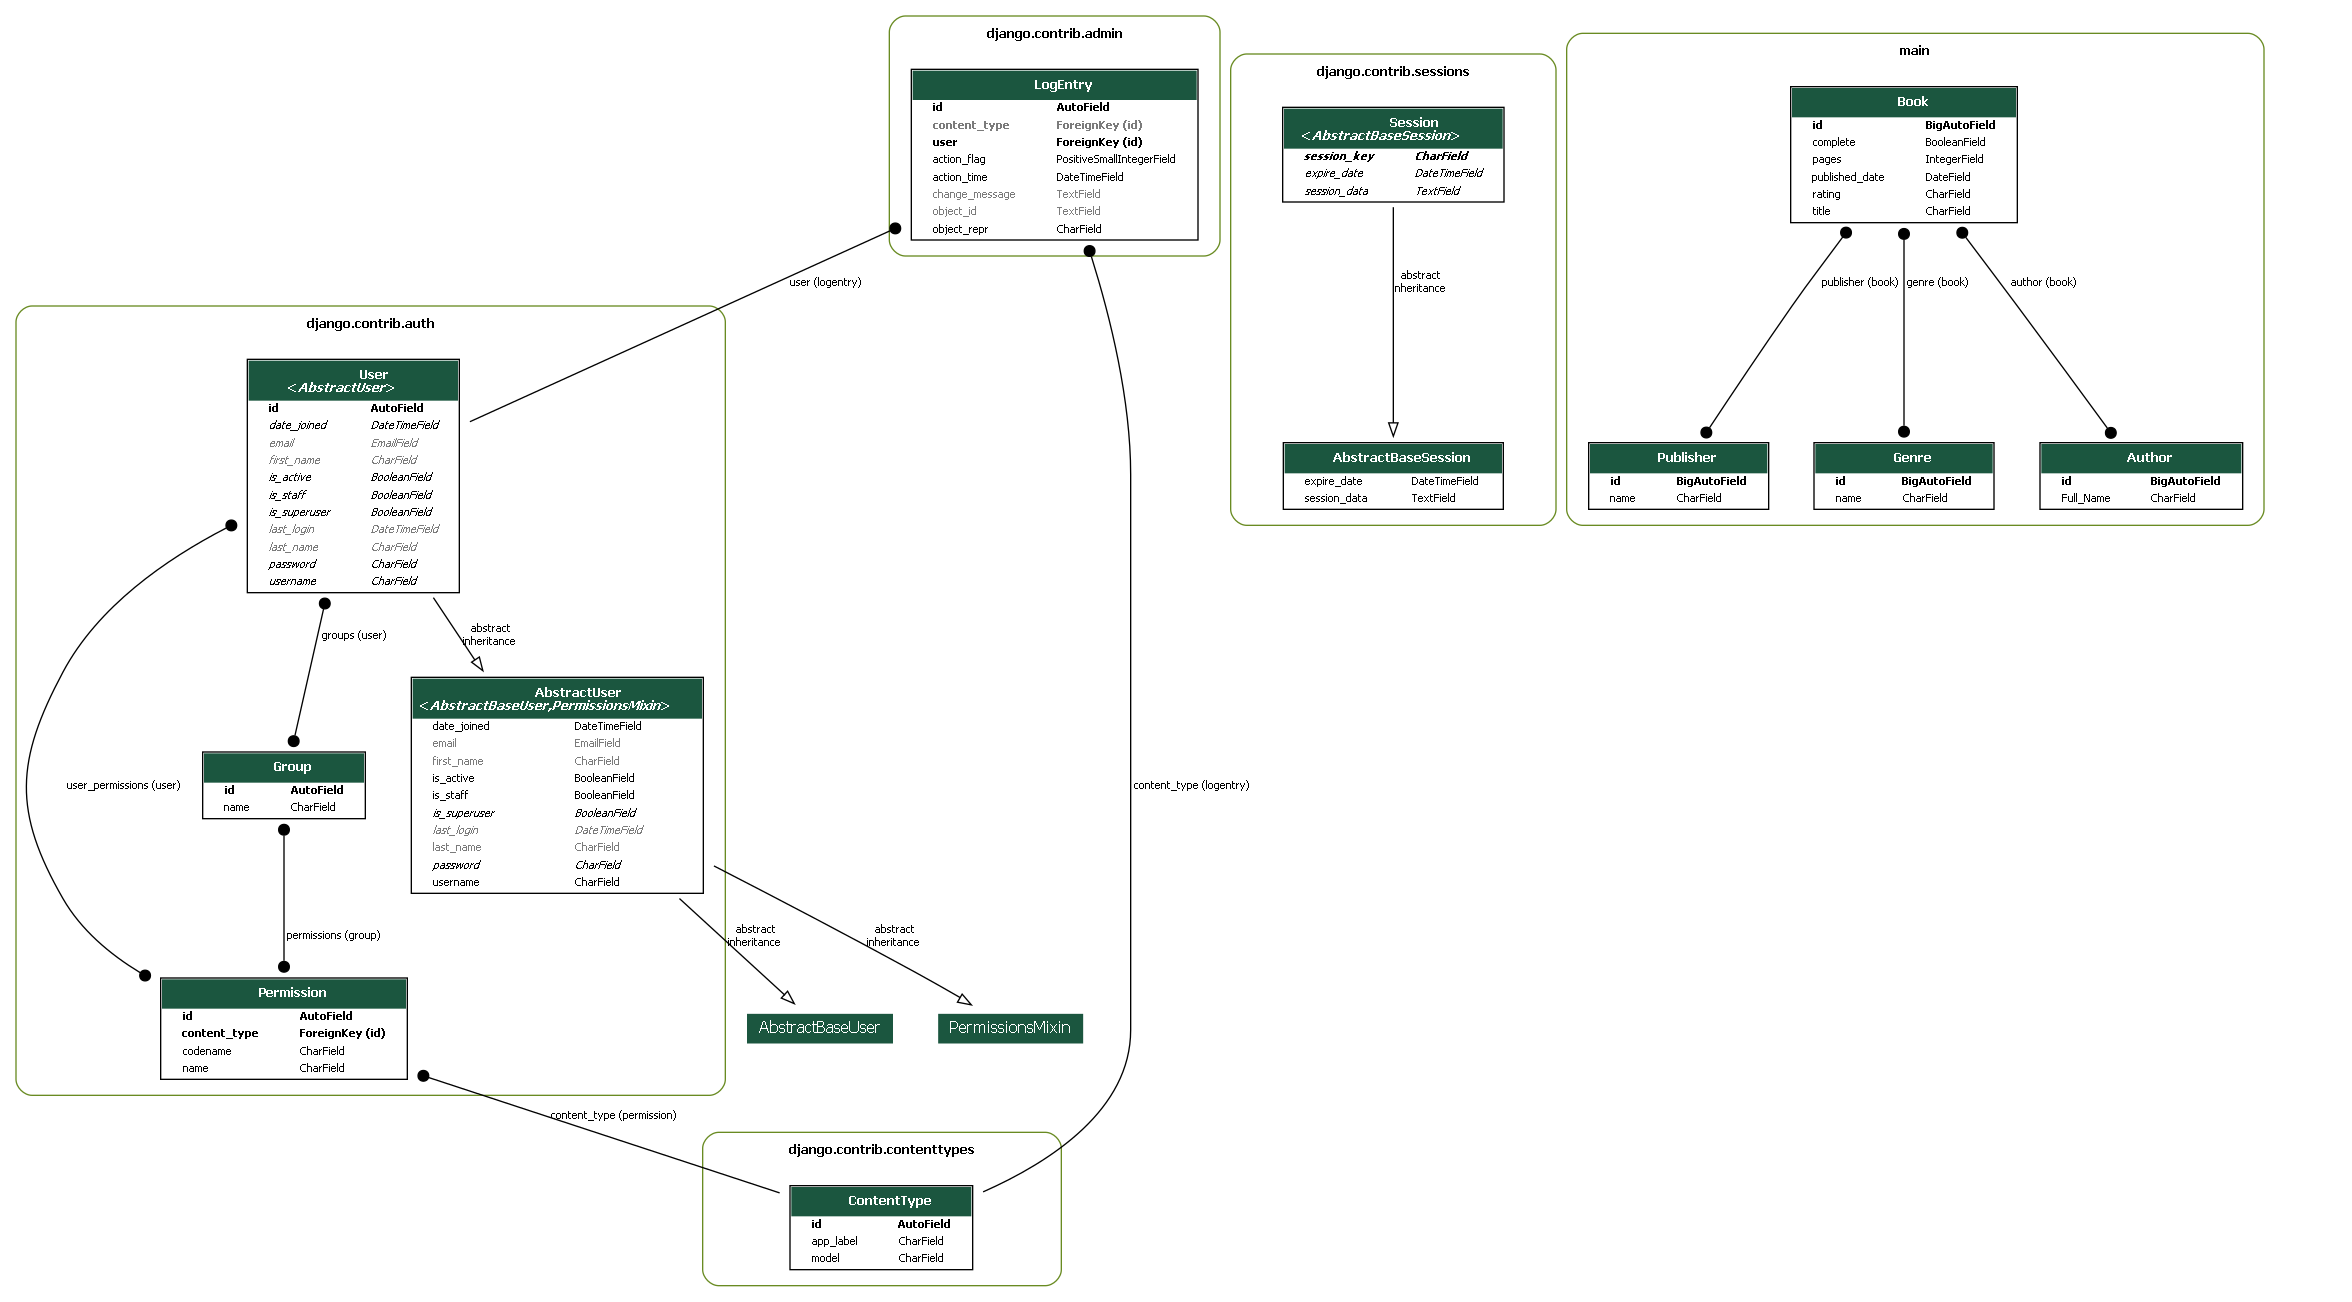 django.contrib.admin
LogEntry
id AutoField
content_type ForeignKey (id)
user ForeignKey (id)
action_flag PositiveSmallIntegerField
action_time DateTimeField
change_message TextField
object_id TextField
object_repr CharField
django.contrib.sessions
Session
<AbstractBaseSession>
session_key CharField
expire_date DateTimeField
session_data TextField
abstract
inheritance
AbstractBaseSession
expire_date DateTimeField
session_data TextField
main
Book
id BigAutoField
complete BooleanField
pages IntegerField
published_date DateField
rating CharField
title CharField
publisher (book)
genre (book)
author (book)
Publisher
id BigAutoField
name CharField
Genre
id BigAutoField
name CharField
Author
id BigAutoField
Full_Name CharField
user (logentry)
django.contrib.auth
User
<AbstractUser>
id AutoField
date_joined DateTimeField
email EmailField
first_name CharField
is_active BooleanField
is_staff BooleanField
is_superuser BooleanField
last_login DateTimeField
last_name CharField
password CharField
username CharField
groups (user)
abstract
inheritance
AbstractUser
<AbstractBaseUser,PermissionsMixin>
date_joined DateTimeField
email EmailField
first_name CharField
is_active BooleanField
is_staff BooleanField
is_superuser BooleanField
last_login DateTimeField
last_name CharField
password CharField
username CharField
Group
id AutoField
name CharField
user_permissions (user)
content_type (logentry)
permissions (group)
abstract
inheritance
abstract
inheritance
Permission
id AutoField
content_type ForeignKey (id)
codename CharField
name CharField
AbstractBaseUser
PermissionsMixin
content_type (permission)
django.contrib.contenttypes
ContentType
id AutoField
app_label CharField
model CharField